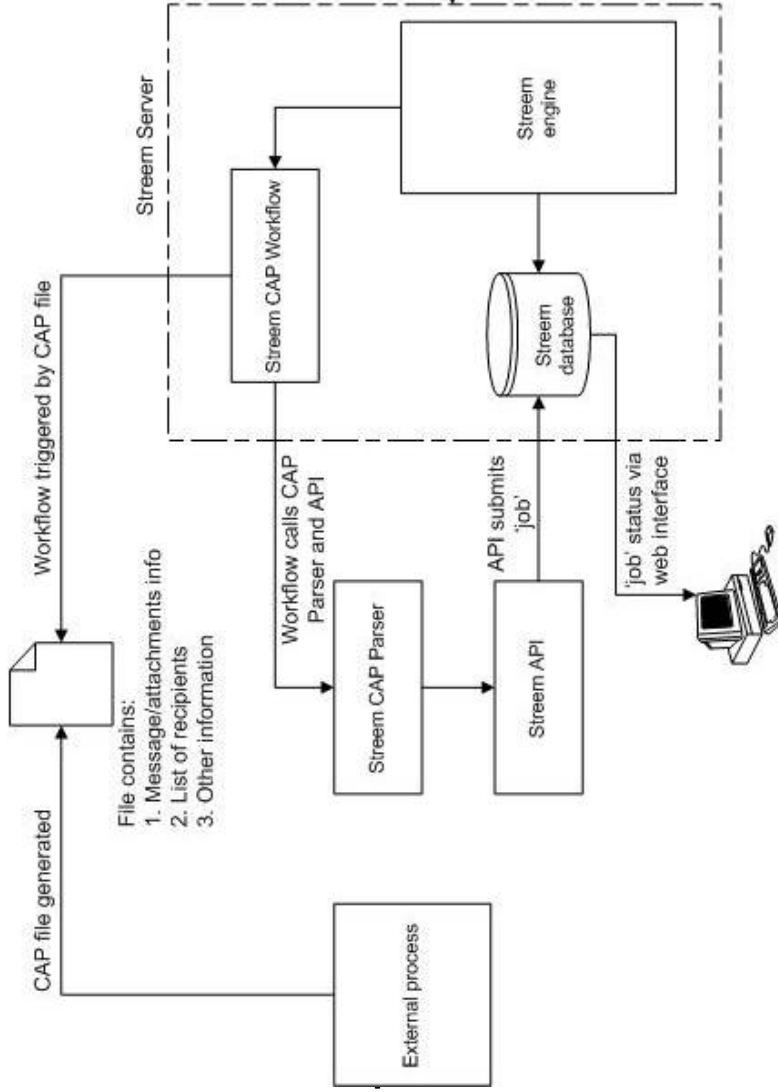 CAP file generated
Workflow triggered by CAP file
Streem Server
File contains:
1. Message/attachments info
2. List of recipients
3. Other information
Workflow calls CAP
Parser and API
Streem CAP Workflow
External process
Streem CAP Parser
Streem API
API submits
‘job’
Streem
database
Streem
engine
‘job’ status via
web interface